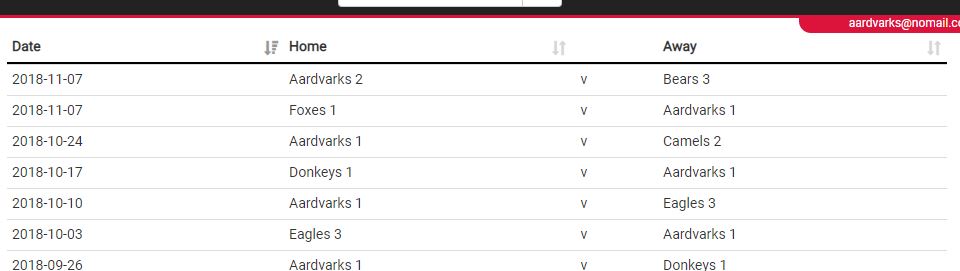 aardvarks@nomail.co
Date Home Away
2018-11-07 Aardvarks 2 v Bears 3
2018-11-07 Foxes 1 v Aardvarks 1
2018-10-24 Aardvarks 1 v Camels 2
2018-10-17 Donkeys 1 v Aardvarks 1
2018-10-10 Aardvarks 1 v Eagles 3
2018-10-03 Eagles 3 v Aardvarks 1
2018-09-26 Aardvarks 1 v Donkeys 1